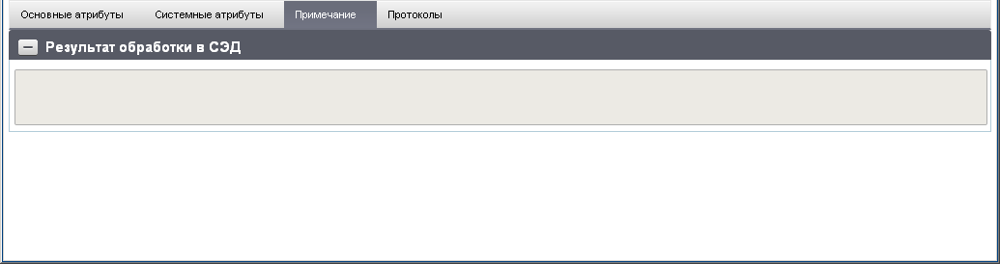 Основные атрибуты Системные атрибуты Примечание Протоколы
Результат обработки в СЭД